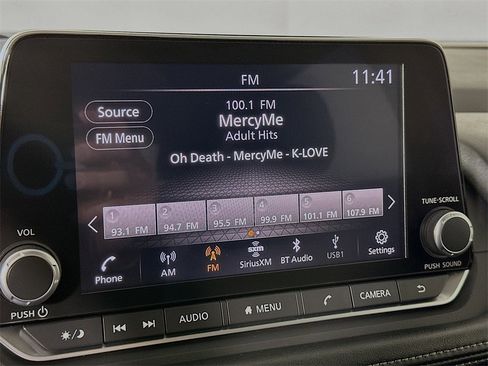 FM
11:41
Source
100.1 FM
MercyMe
FM Menu
Adult Hits
Oh Death - MercyMe - K-LOVE
1 2 3 4 5 6
93.1 FM 94.7 FM 95.5 FM 99.9 FM 101.1 FM 107.9 FM
Phone AM FM sxm SiriusXM BT Audio USB1 Settings
VOL
TUNE·SCROLL
PUSH
PUSH SOUND
AUDIO MENU CAMERA